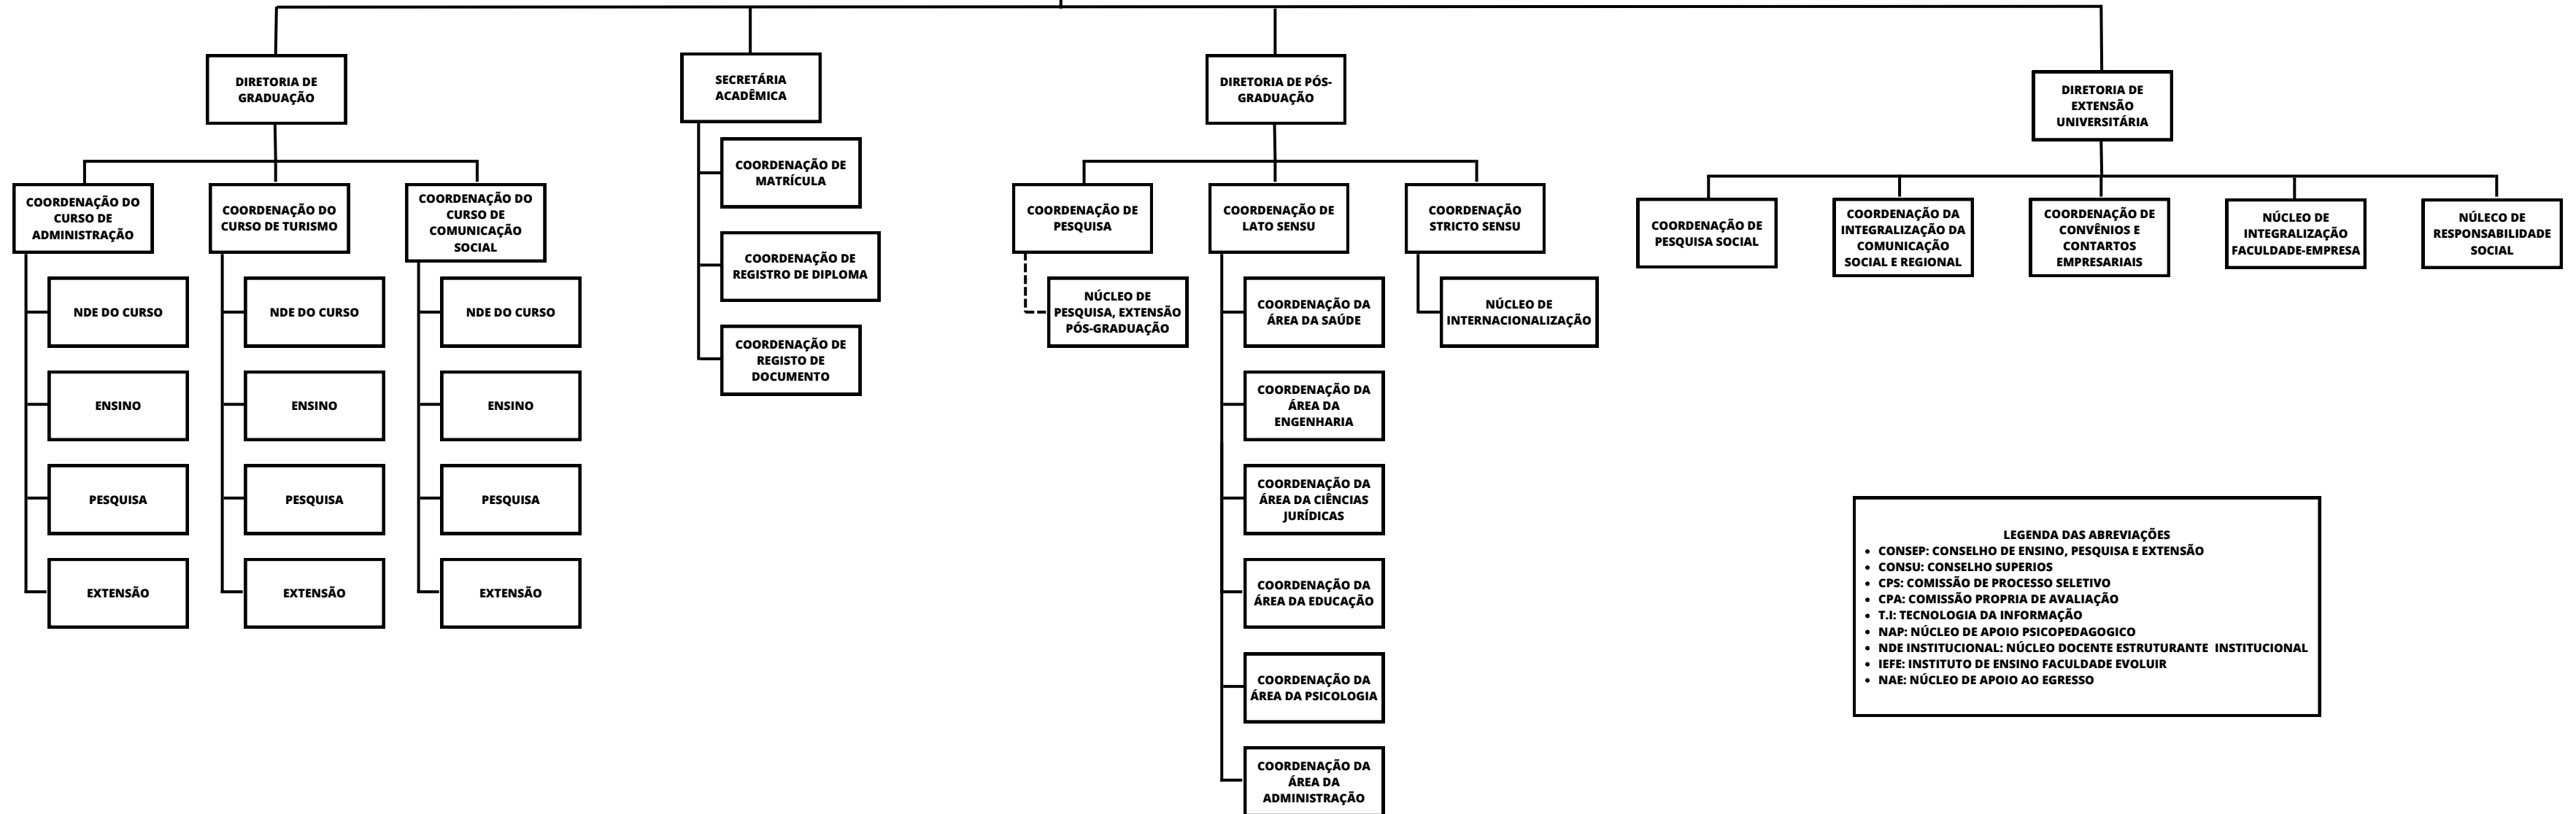 DIRETORIA DE
GRADUAÇÃO
COORDENAÇÃO DO
CURSO DE
ADMINISTRAÇÃO
NDE DO CURSO
ENSINO
PESQUISA
EXTENSÃO
COORDENAÇÃO DO
CURSO DE TURISMO
NDE DO CURSO
ENSINO
PESQUISA
EXTENSÃO
COORDENAÇÃO DO
CURSO DE
COMUNICAÇÃO
SOCIAL
NDE DO CURSO
ENSINO
PESQUISA
EXTENSÃO
SECRETÁRIA
ACADÊMICA
COORDENAÇÃO DE
MATRÍCULA
COORDENAÇÃO DE
REGISTRO DE DIPLOMA
COORDENAÇÃO DE
REGISTO DE
DOCUMENTO
DIRETORIA DE PÓS-
GRADUAÇÃO
COORDENAÇÃO DE
PESQUISA
NÚCLEO DE
PESQUISA, EXTENSÃO
PÓS-GRADUAÇÃO
COORDENAÇÃO DE
LATO SENSU
COORDENAÇÃO DA
ÁREA DA SAÚDE
COORDENAÇÃO DA
ÁREA DA
ENGENHARIA
COORDENAÇÃO DA
ÁREA DA CIÊNCIAS
JURÍDICAS
COORDENAÇÃO DA
ÁREA DA EDUCAÇÃO
COORDENAÇÃO DA
ÁREA DA PSICOLOGIA
COORDENAÇÃO DA
ÁREA DA
ADMINISTRAÇÃO
COORDENAÇÃO
STRICTO SENSU
NÚCLEO DE
INTERNACIONALIZAÇÃO
DIRETORIA DE
EXTENSÃO
UNIVERSITÁRIA
COORDENAÇÃO DE
PESQUISA SOCIAL
COORDENAÇÃO DA
INTEGRALIZAÇÃO DA
COMUNICAÇÃO
SOCIAL E REGIONAL
COORDENAÇÃO DE
CONVÊNIOS E
CONTARTOS
EMPRESARIAIS
NÚCLEO DE
INTEGRALIZAÇÃO
FACULDADE-EMPRESA
NÚLECO DE
RESPONSABILIDADE
SOCIAL
LEGENDA DAS ABREVIAÇÕES
• CONSEP: CONSELHO DE ENSINO, PESQUISA E EXTENSÃO
• CONSU: CONSELHO SUPERIOS
• CPS: COMISSÃO DE PROCESSO SELETIVO
• CPA: COMISSÃO PROPRIA DE AVALIAÇÃO
• T.I: TECNOLOGIA DA INFORMAÇÃO
• NAP: NÚCLEO DE APOIO PSICOPEDAGOGICO
• NDE INSTITUCIONAL: NÚCLEO DOCENTE ESTRUTURANTE INSTITUCIONAL
• IEFE: INSTITUTO DE ENSINO FACULDADE EVOLUIR
• NAE: NÚCLEO DE APOIO AO EGRESSO